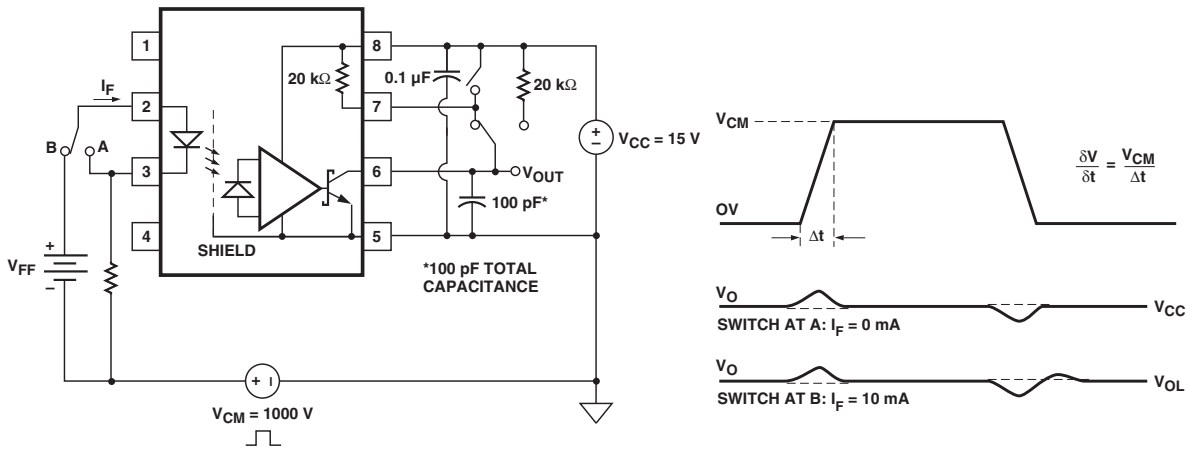 1
2
3
4
8
7
6
5
I_F
B
A
V_FF
+
−
SHIELD
20 kΩ
0.1 µF
20 kΩ
+
−
V_CC = 15 V
V_OUT
100 pF*
*100 pF TOTAL
CAPACITANCE
+ −
V_CM = 1000 V
V_CM
OV
Δt
δV/δt = V_CM/Δt
V_O
V_CC
SWITCH AT A: I_F = 0 mA
V_O
V_OL
SWITCH AT B: I_F = 10 mA